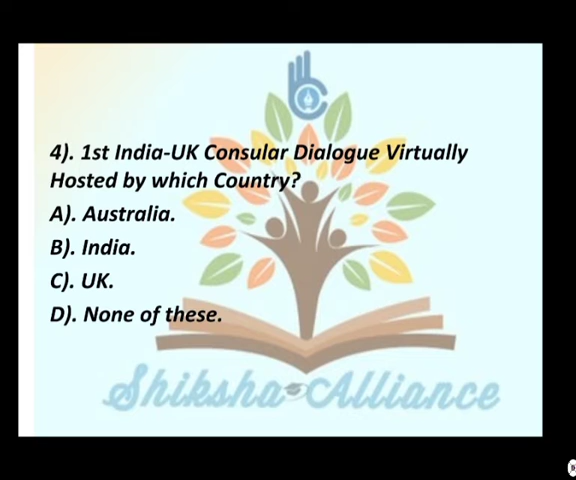 4). 1st India-UK Consular Dialogue Virtually
Hosted by which Country?
A). Australia.
B). India.
C). UK.
D). None of these.
Shiksha Alliance